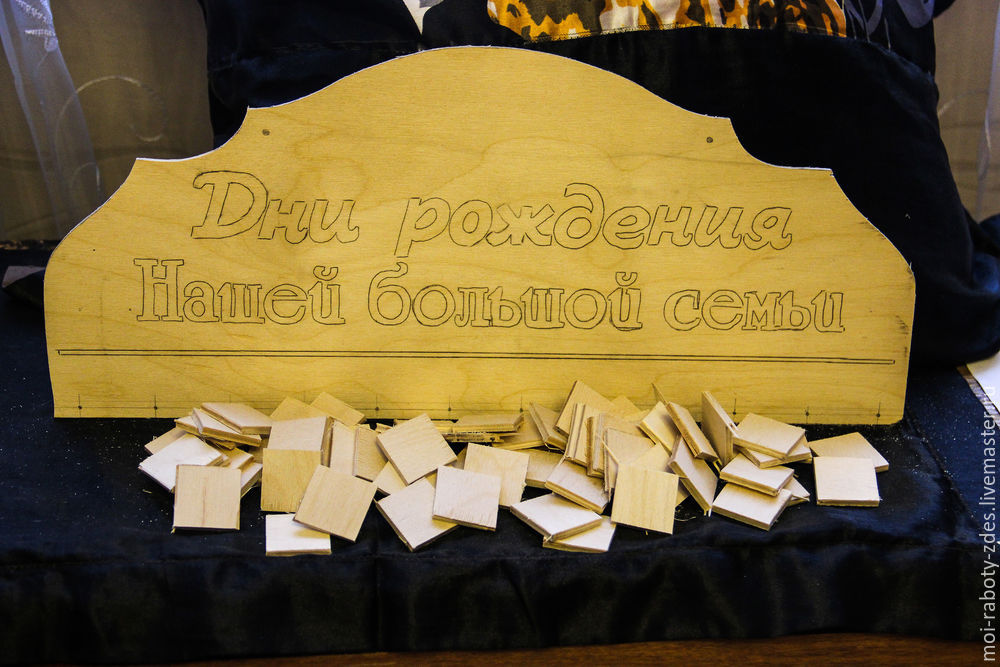 Дни рождения
Нашей большой семьи
moi-raboty-zdes.livemaster.ru